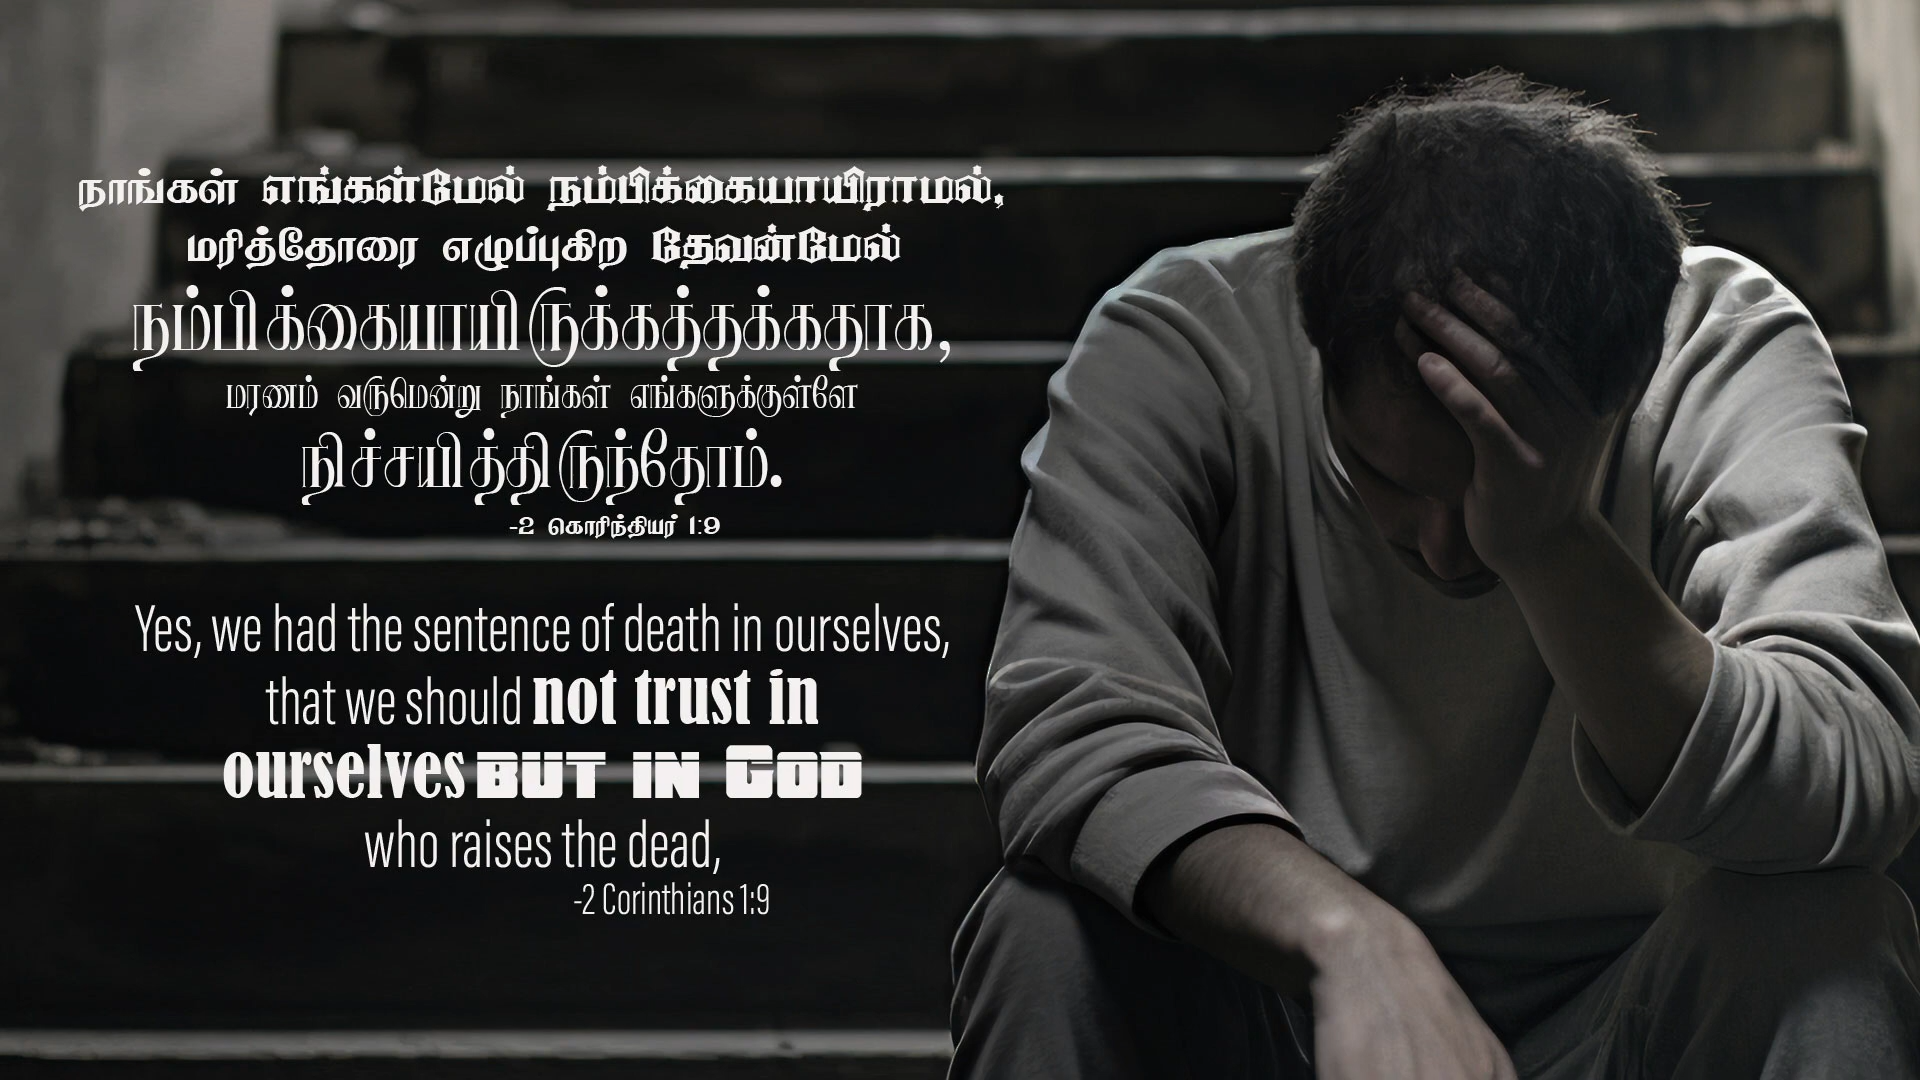 நாங்கள் எங்கள்மேல் நம்பிக்கையாயிராமல்,
மரித்தோரை எழுப்புகிற தேவன்மேல்
நம்பிக்கையாயிருக்கத்தக்கதாக,
மரணம் வருமென்று நாங்கள் எங்களுக்குள்ளே
நிச்சயித்திருந்தோம்.
-2 கொரிந்தியர் 1:9
Yes, we had the sentence of death in ourselves,
that we should not trust in
ourselves BUT IN GOD
who raises the dead,
-2 Corinthians 1:9